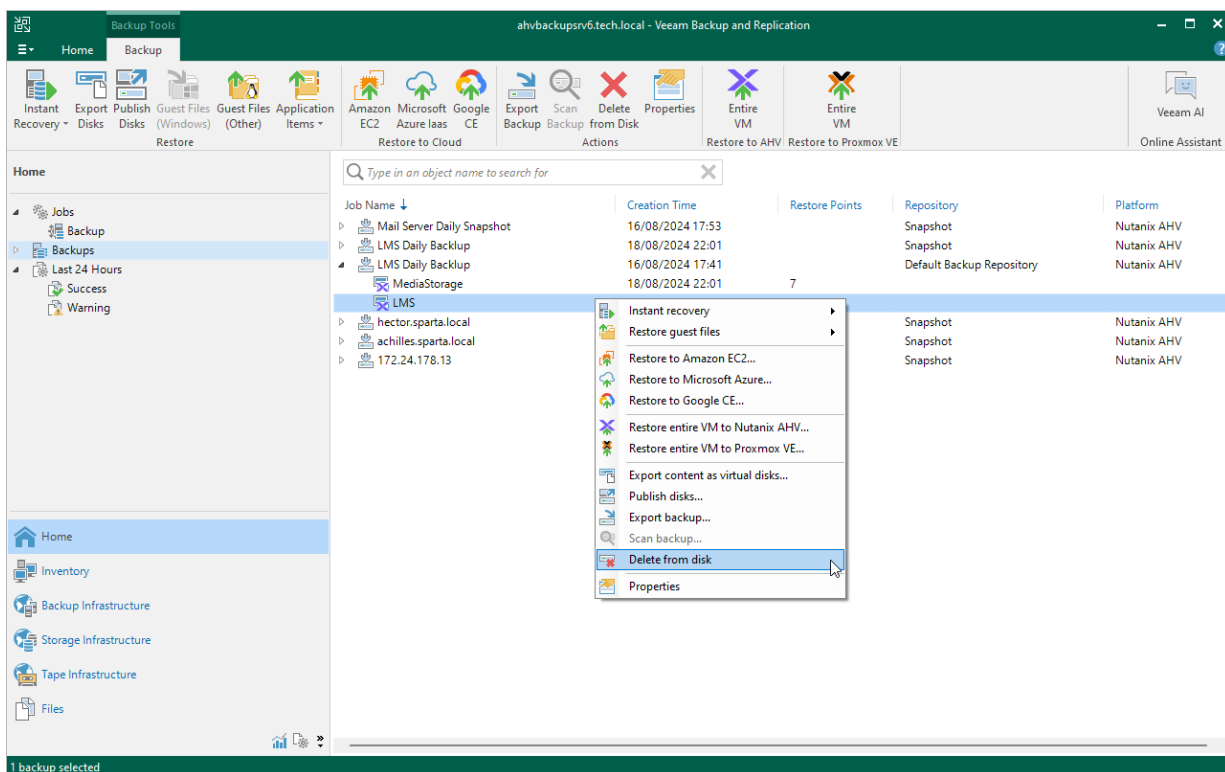 Backup Tools
ahvbackupsrv6.tech.local - Veeam Backup and Replication
Home Backup
Instant Recovery
Export Disks
Publish Disks
Guest Files (Windows)
Guest Files (Other)
Application Items
Restore
Amazon EC2
Microsoft Azure Iaas
Google CE
Restore to Cloud
Export Backup
Scan Backup
Delete from Disk
Properties
Actions
Entire VM
Restore to AHV
Entire VM
Restore to Proxmox VE
Veeam AI
Online Assistant
Home
Jobs
Backup
Backups
Last 24 Hours
Success
Warning
Home
Inventory
Backup Infrastructure
Storage Infrastructure
Tape Infrastructure
Files
Type in an object name to search for
Job Name Creation Time Restore Points Repository Platform
Mail Server Daily Snapshot 16/08/2024 17:53 Snapshot Nutanix AHV
LMS Daily Backlup 18/08/2024 22:01 Snapshot Nutanix AHV
LMS Daily Backlup 16/08/2024 17:41 Default Backup Repository Nutanix AHV
MediaStorage 18/08/2024 22:01 7
LMS
hector.sparta.local Snapshot Nutanix AHV
achilles.sparta.local Snapshot Nutanix AHV
172.24.178.13 Snapshot Nutanix AHV
Instant recovery
Restore guest files
Restore to Amazon EC2...
Restore to Microsoft Azure...
Restore to Google CE...
Restore entire VM to Nutanix AHV...
Restore entire VM to Proxmox VE...
Export content as virtual disks...
Publish disks...
Export backup...
Scan backup...
Delete from disk
Properties
1 backup selected